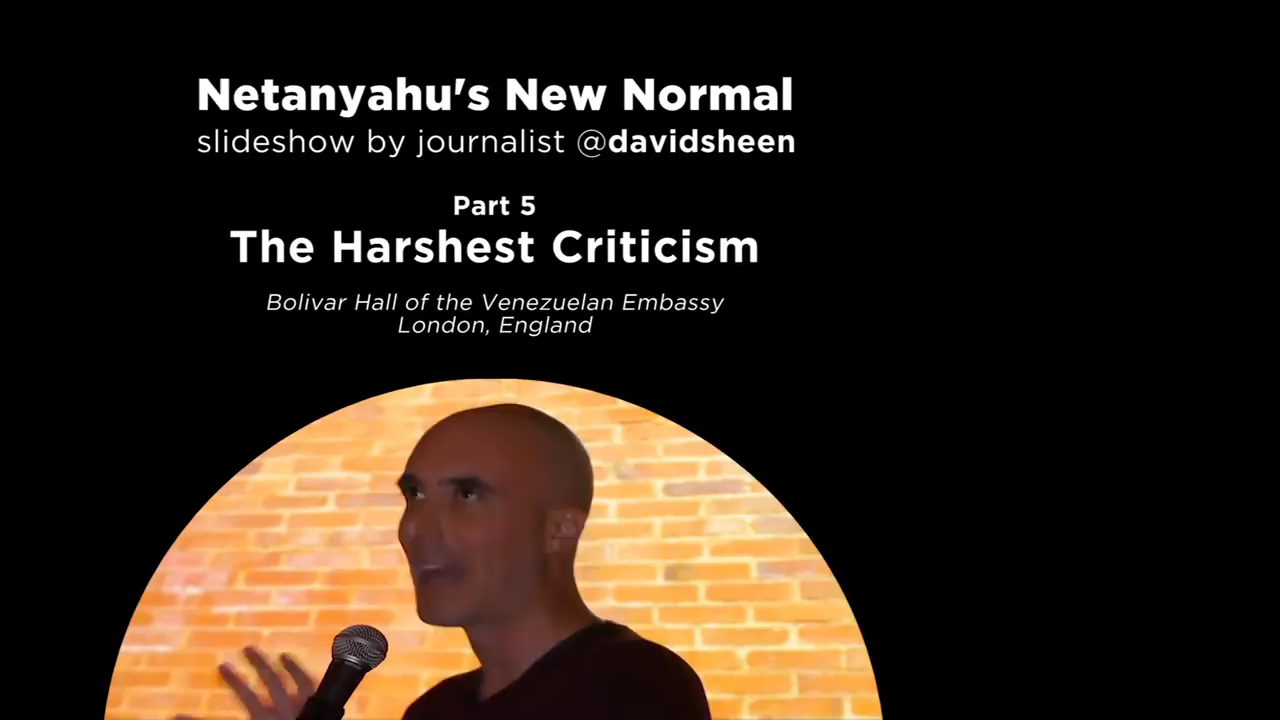 Netanyahu's New Normal
slideshow by journalist @davidsheen
Part 5
The Harshest Criticism
Bolivar Hall of the Venezuelan Embassy
London, England